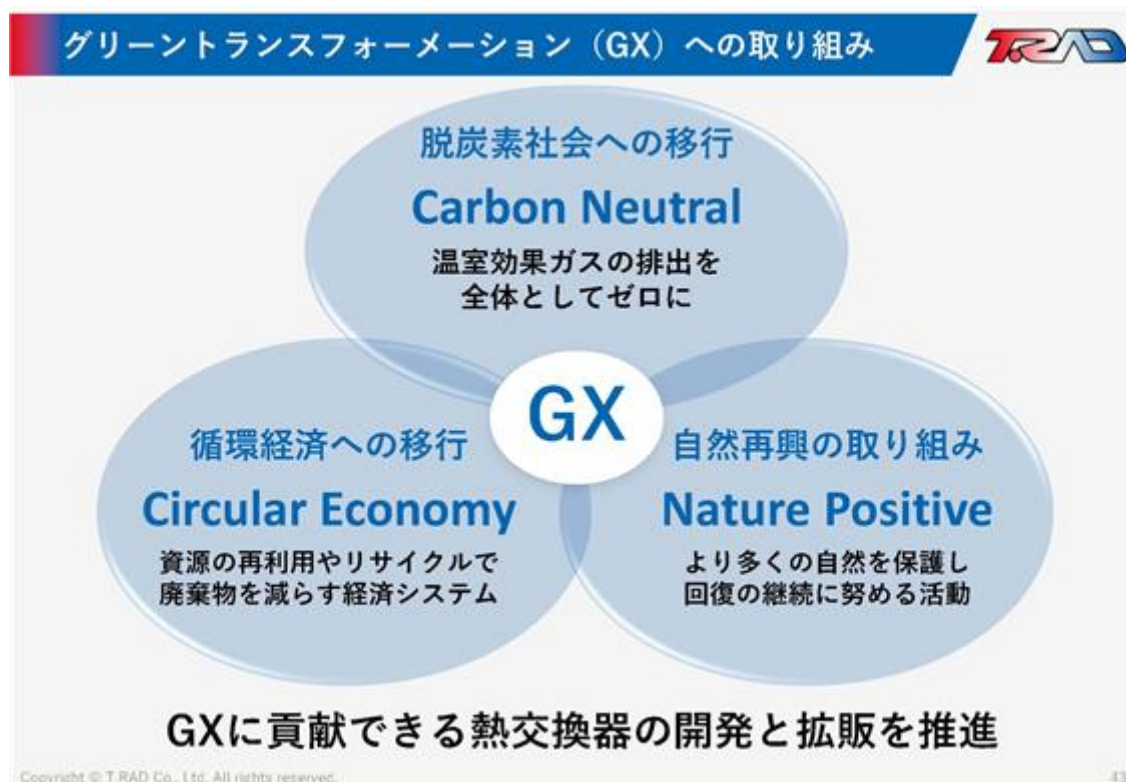 グリーントランスフォーメーション（GX）への取り組み
T.RAD
脱炭素社会への移行
Carbon Neutral
温室効果ガスの排出を
全体としてゼロに
GX
循環経済への移行
Circular Economy
資源の再利用やリサイクルで
廃棄物を減らす経済システム
自然再興の取り組み
Nature Positive
より多くの自然を保護し
回復の継続に努める活動
GXに貢献できる熱交換器の開発と拡販を推進
Copyright © T.RAD Co., Ltd. All rights reserved.
43